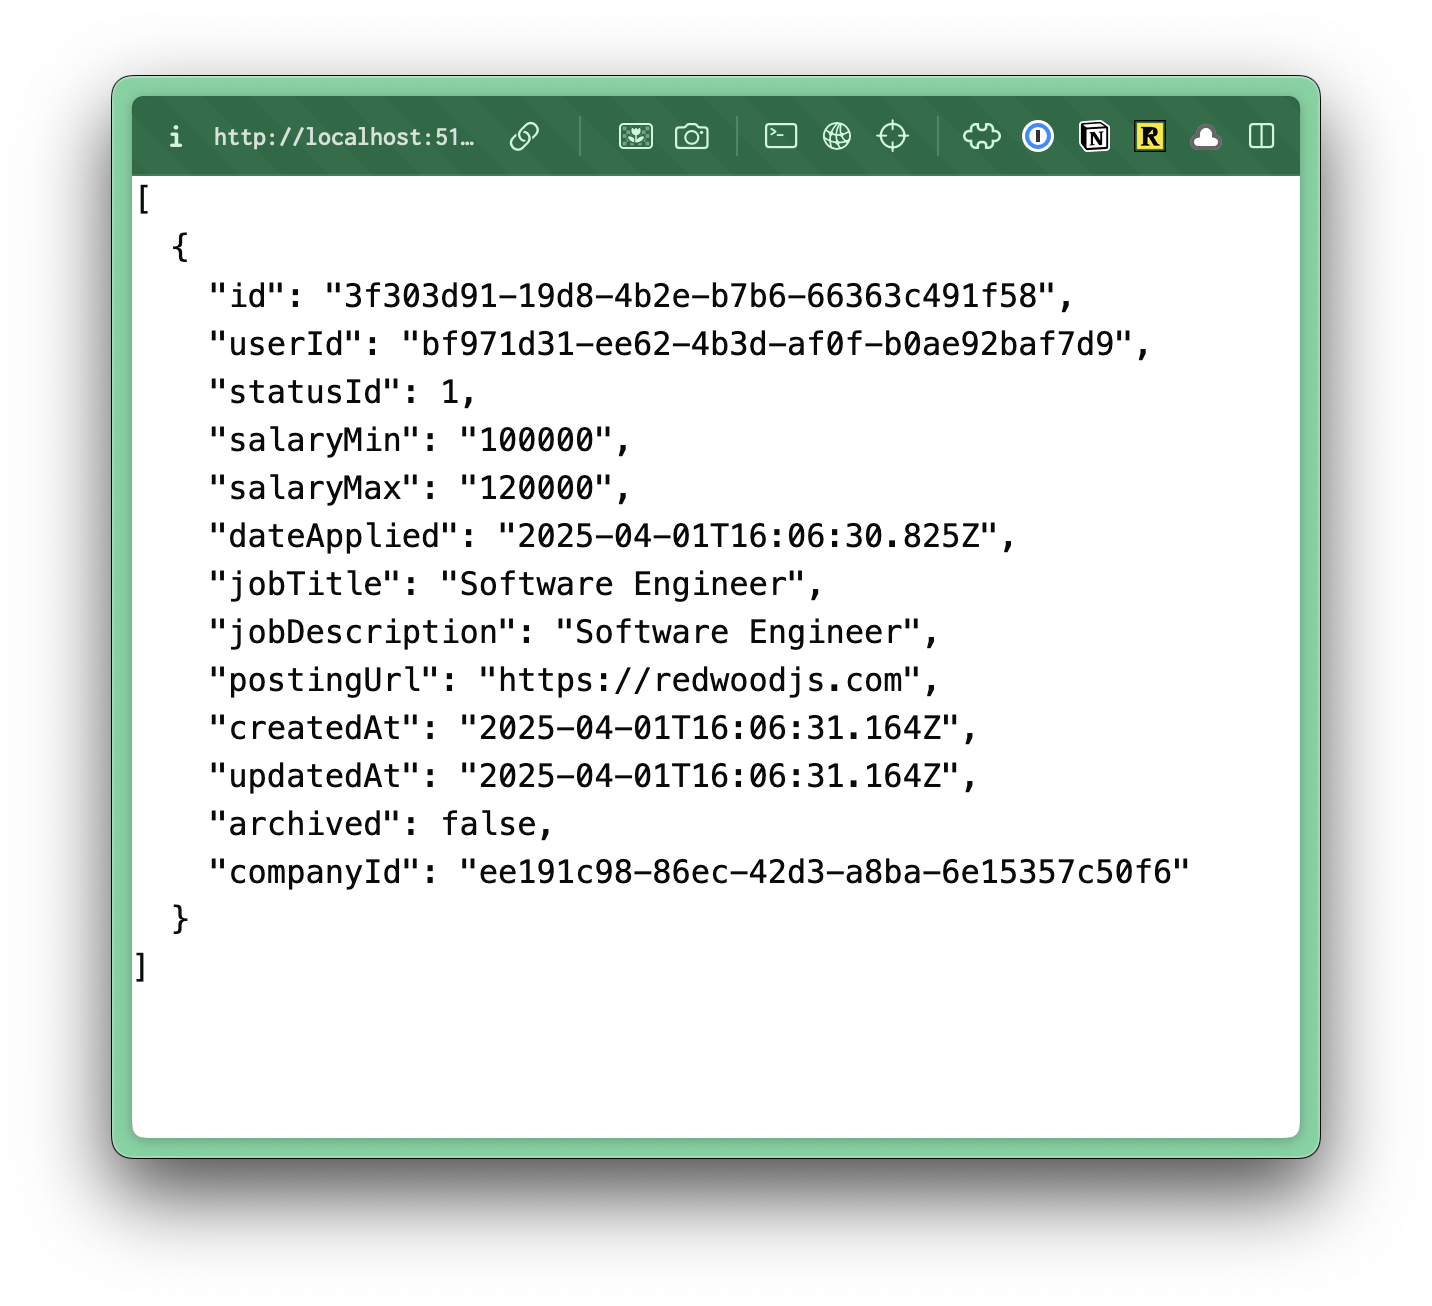 http://localhost:51…
[
  {
    "id": "3f303d91-19d8-4b2e-b7b6-66363c491f58",
    "userId": "bf971d31-ee62-4b3d-af0f-b0ae92baf7d9",
    "statusId": 1,
    "salaryMin": "100000",
    "salaryMax": "120000",
    "dateApplied": "2025-04-01T16:06:30.825Z",
    "jobTitle": "Software Engineer",
    "jobDescription": "Software Engineer",
    "postingUrl": "https://redwoodjs.com",
    "createdAt": "2025-04-01T16:06:31.164Z",
    "updatedAt": "2025-04-01T16:06:31.164Z",
    "archived": false,
    "companyId": "ee191c98-86ec-42d3-a8ba-6e15357c50f6"
  }
]